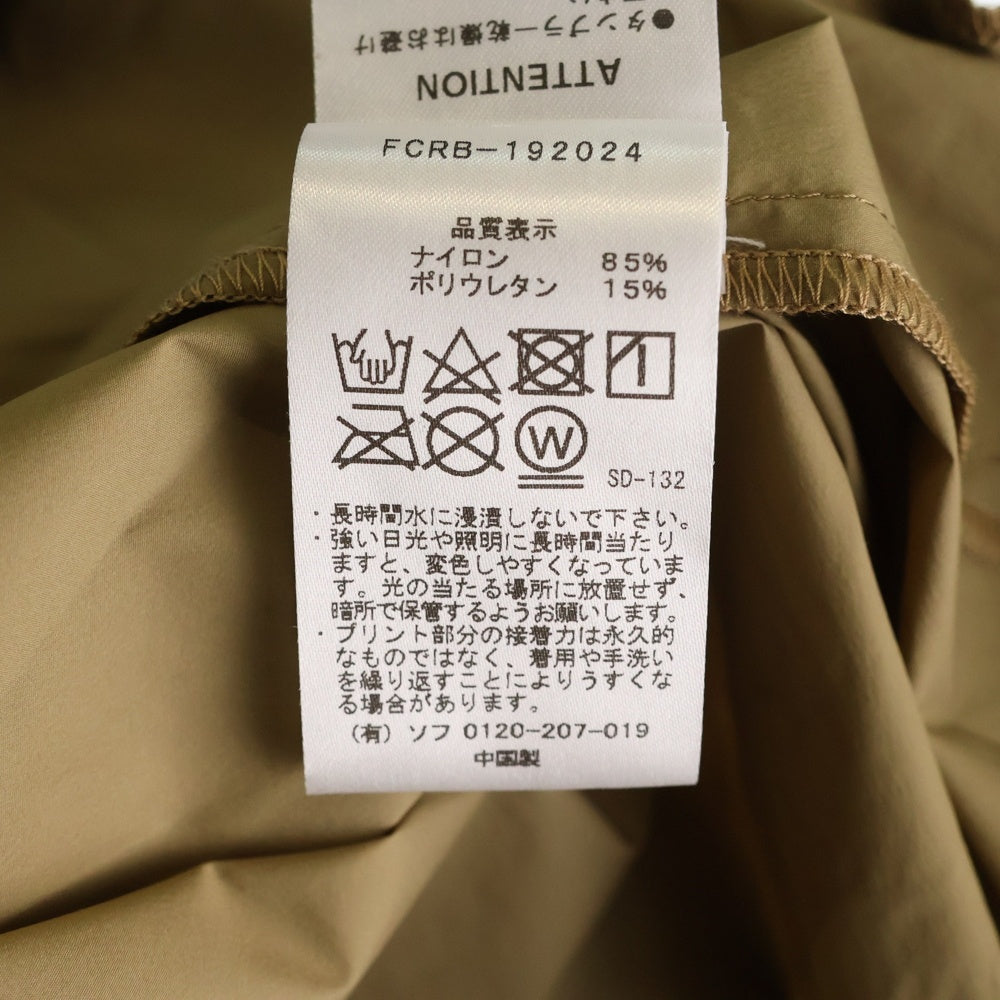 ●タンブラー乾燥はお避け
ATTENTION
FCRB-192024
品質表示
ナイロン 85%
ポリウレタン 15%
W
SD-132
・長時間水に浸漬しないで下さい。
・強い日光や照明に長時間当たり
ますと、変色しやすくなっていま
す。光の当たる場所に放置せず、
暗所で保管するようお願いします。
・プリント部分の接着力は永久的
なものではなく、着用や手洗い
を繰り返すことによりうすくな
る場合があります。
(有) ソフ 0120-207-019
中国製